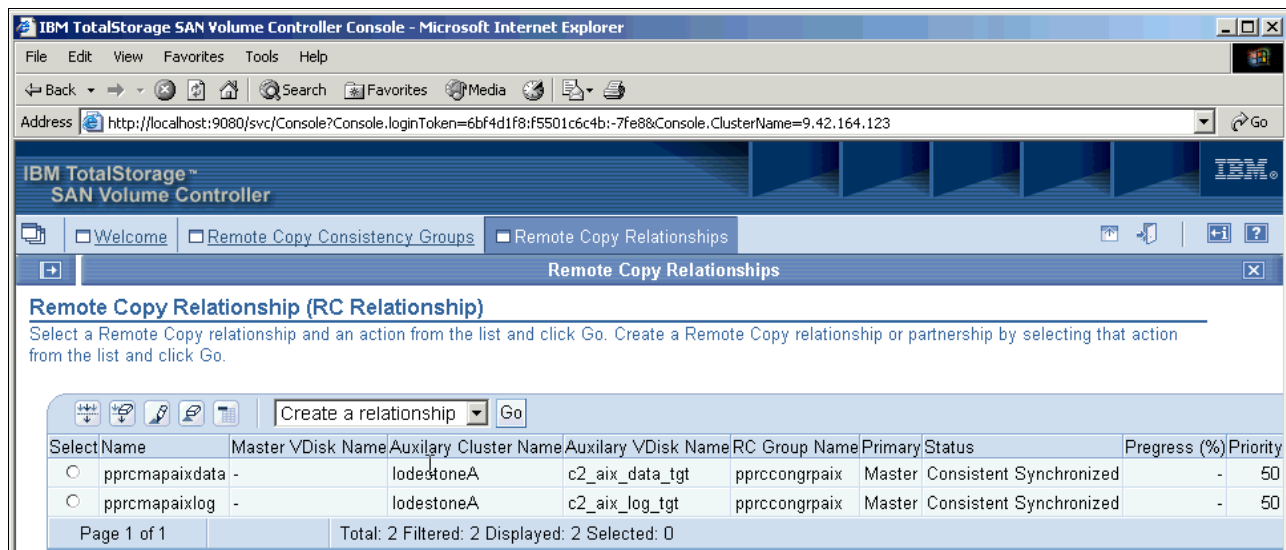 IBM TotalStorage SAN Volume Controller Console - Microsoft Internet Explorer
File Edit View Favorites Tools Help
Back Search Favorites Media
Address http://localhost:9080/svc/Console?Console.loginToken=6bf4d1f8:f5501c6c4b:-7fe8&Console.ClusterName=9.42.164.123 Go
IBM TotalStorage™
SAN Volume Controller
IBM®
Welcome Remote Copy Consistency Groups Remote Copy Relationships
Remote Copy Relationships
Remote Copy Relationship (RC Relationship)
Select a Remote Copy relationship and an action from the list and click Go. Create a Remote Copy relationship or partnership by selecting that action
from the list and click Go.
Create a relationship Go
Select Name Master VDisk Name Auxilary Cluster Name Auxilary VDisk Name RC Group Name Primary Status Pregress (%) Priority
pprcmapaixdata - lodestoneA c2_aix_data_tgt pprccongrpaix Master Consistent Synchronized - 50
pprcmapaixlog - lodestoneA c2_aix_log_tgt pprccongrpaix Master Consistent Synchronized - 50
Page 1 of 1 Total: 2 Filtered: 2 Displayed: 2 Selected: 0